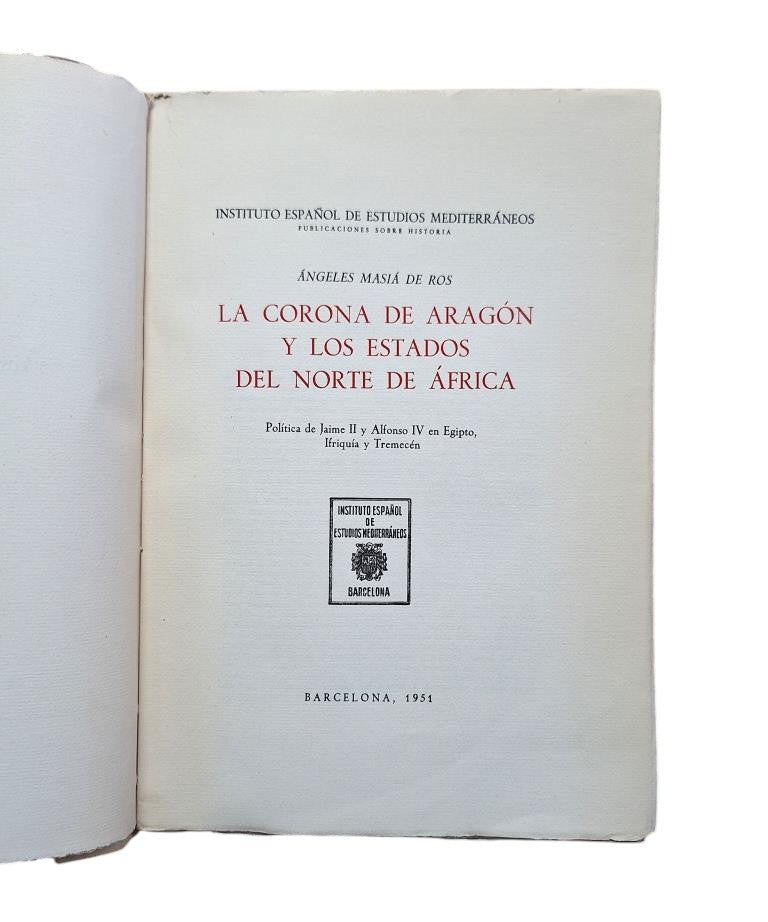 INSTITUTO ESPAÑOL DE ESTUDIOS MEDITERRÁNEOS
PUBLICACIONES SOBRE HISTORIA
ÁNGELES MASIÁ DE ROS
LA CORONA DE ARAGÓN
Y LOS ESTADOS
DEL NORTE DE ÁFRICA
Política de Jaime II y Alfonso IV en Egipto,
Ifriquía y Tremecén
INSTITUTO ESPAÑOL
DE
ESTUDIOS MEDITERRÁNEOS
BARCELONA
BARCELONA, 1951